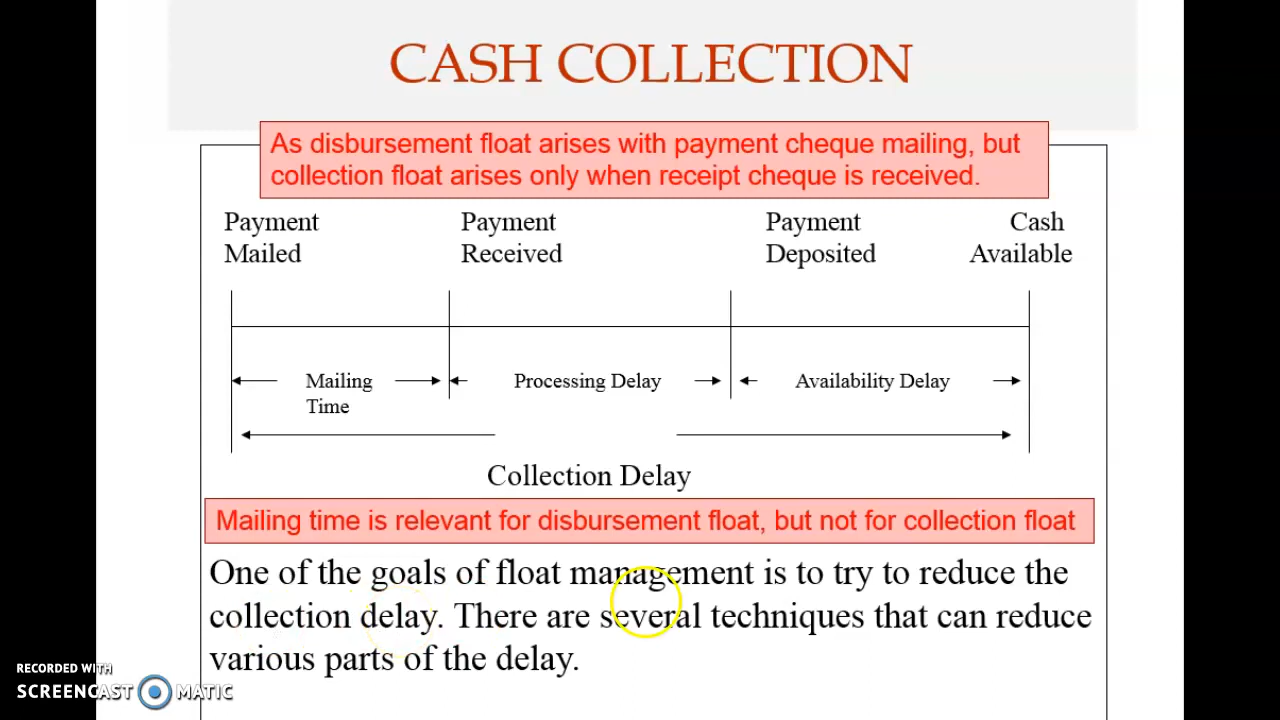 CASH COLLECTION
As disbursement float arises with payment cheque mailing, but
collection float arises only when receipt cheque is received.
Payment Payment Payment Cash
Mailed Received Deposited Available
Mailing Processing Delay Availability Delay
Time
Collection Delay
Mailing time is relevant for disbursement float, but not for collection float
One of the goals of float management is to try to reduce the
collection delay. There are several techniques that can reduce
various parts of the delay.
RECORDED WITH
SCREENCAST MATIC